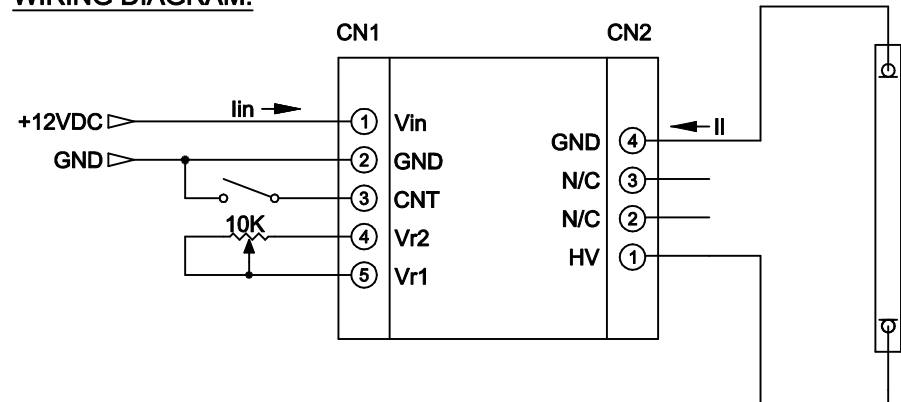 WIRING DIAGRAM:
CN1
CN2
+12VDC
Iin
1
Vin
GND
2
GND
3
CNT
10K
4
Vr2
5
Vr1
GND
4
Il
N/C
3
N/C
2
HV
1